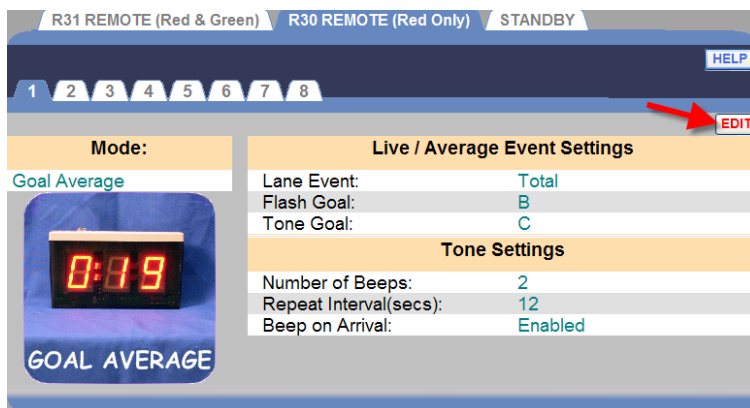 R31 REMOTE (Red & Green) R30 REMOTE (Red Only) STANDBY
HELP
1 2 3 4 5 6 7 8
EDIT
Mode:
Goal Average
0:19
GOAL AVERAGE
Live / Average Event Settings
Lane Event: Total
Flash Goal: B
Tone Goal: C
Tone Settings
Number of Beeps: 2
Repeat Interval(secs): 12
Beep on Arrival: Enabled